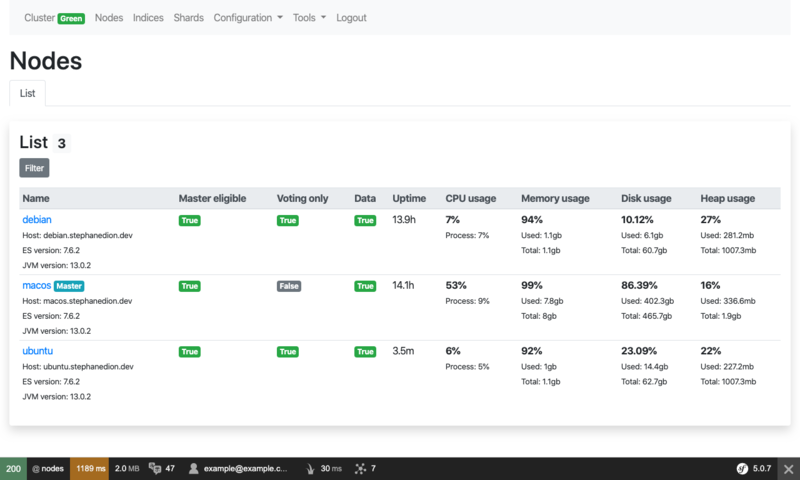 Cluster Green Nodes Indices Shards Configuration Tools Logout
Nodes
List
List 3
Filter
Name Master eligible Voting only Data Uptime CPU usage Memory usage Disk usage Heap usage
debian True True True 13.9h 7% 94% 10.12% 27%
Host: debian.stephanedion.dev Process: 7% Used: 1.1gb Used: 6.1gb Used: 281.2mb
ES version: 7.6.2 Total: 1.1gb Total: 60.7gb Total: 1007.3mb
JVM version: 13.0.2
macos Master True False True 14.1h 53% 99% 86.39% 16%
Host: macos.stephanedion.dev Process: 9% Used: 7.8gb Used: 402.3gb Used: 336.6mb
ES version: 7.6.2 Total: 8gb Total: 465.7gb Total: 1.9gb
JVM version: 13.0.2
ubuntu True True True 3.5m 6% 92% 23.09% 22%
Host: ubuntu.stephanedion.dev Process: 5% Used: 1gb Used: 14.4gb Used: 227.2mb
ES version: 7.6.2 Total: 1.1gb Total: 62.7gb Total: 1007.3mb
JVM version: 13.0.2
200 @ nodes 1189 ms 2.0 MB 47 example@example.c... 30 ms 7 sf 5.0.7